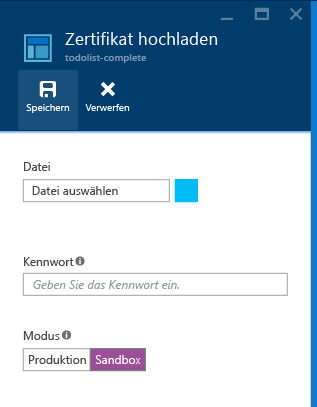 Zertifikat hochladen
todolist-complete
Speichern Verwerfen
Datei
Datei auswählen
Kennwort
Geben Sie das Kennwort ein.
Modus
Produktion Sandbox